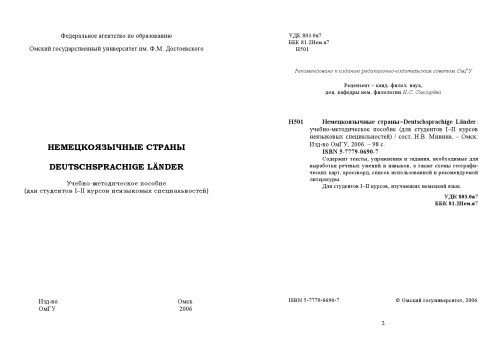 Федеральное агентство по образованию
Омский государственный университет им. Ф.М. Достоевского
НЕМЕЦКОЯЗЫЧНЫЕ СТРАНЫ
DEUTSCHSPRACHIGE LÄNDER
Учебно-методическое пособие
(для студентов I–II курсов неязыковых специальностей)
Изд-во Омск
ОмГУ 2006
УДК 803.0я7
ББК 81.2Нем.я7
Н501
Рекомендовано к изданию редакционно-издательским советом ОмГУ
Рецензент – канд. филол. наук,
доц. кафедры нем. филологии Н.С. Снегирёва
Н501 Немецкоязычные страны=Deutsprachige Länder:
учебно-методическое пособие (для студентов I–II курсов
неязыковых специальностей) / сост. Н.В. Минина. – Омск:
Изд-во ОмГУ, 2006. – 98 с.
ISBN 5-7779-0690-7
Содержит тексты, упражнения и задания, необходимые для
выработки речевых умений и навыков, а также схемы географи-
ческих карт, кроссворд, список использованной и рекомендуемой
литературы.
Для студентов I–II курсов, изучающих немецкий язык.
УДК 803.0я7
ББК 81.2Нем.я7
ISBN 5-7779-0690-7 © Омский госуниверситет, 2006
2